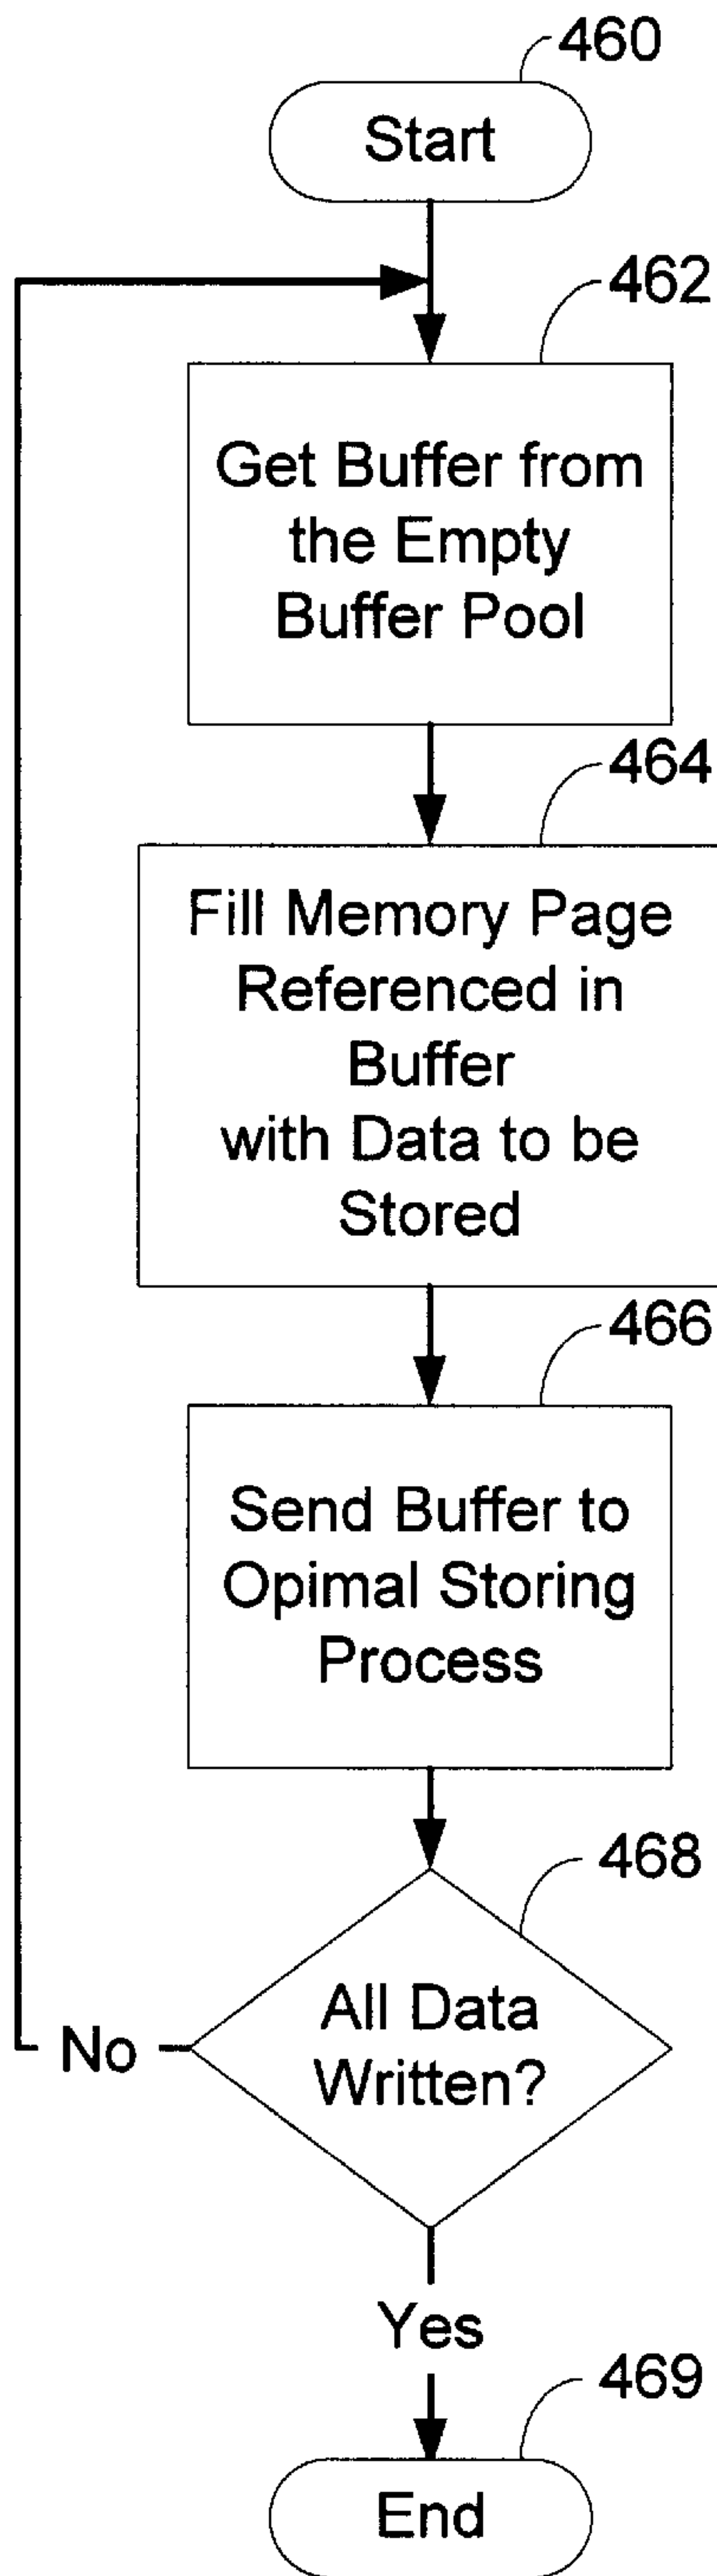 460
Start
462
Get Buffer from
the Empty
Buffer Pool
464
Fill Memory Page
Referenced in
Buffer
with Data to be
Stored
466
Send Buffer to
Opimal Storing
Process
468
All Data
Written?
No
Yes
469
End